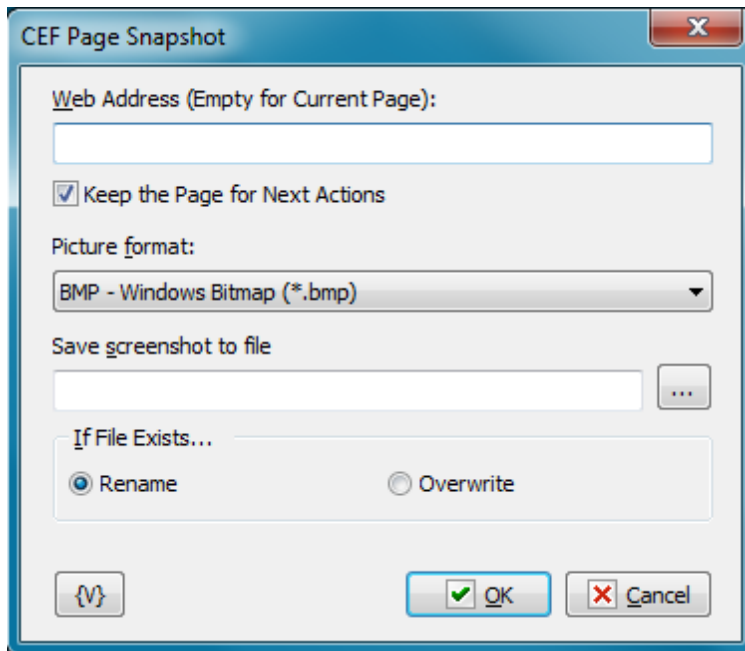 CEF Page Snapshot
Web Address (Empty for Current Page):
Keep the Page for Next Actions
Picture format:
BMP - Windows Bitmap (*.bmp)
Save screenshot to file
...
If File Exists...
Rename Overwrite
{V} OK Cancel